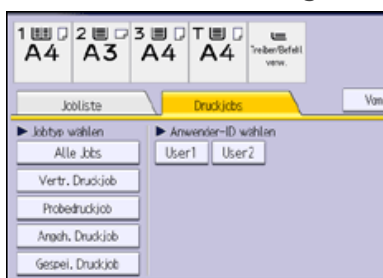 1 2 3 T
A4 A3 A4 A4 Treiber/Befehl verw.
Jobliste Druckjobs
► Jobtyp wählen ► Anwender-ID wählen
Alle Jobs User1 User2
Vertr. Druckjob
Probedruckjob
Angeh. Druckjob
Gespei. Druckjob